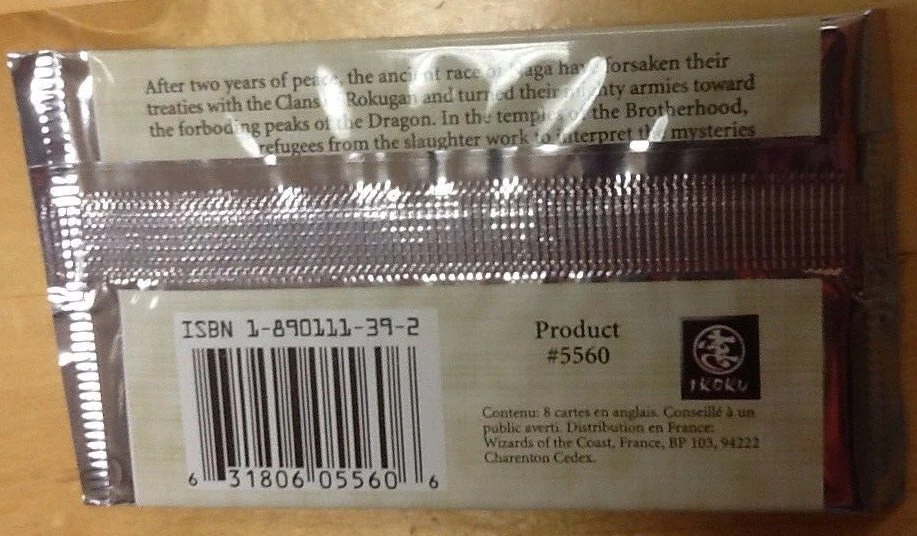 After two years of peace, the ancient race of Naga have forsaken their
treaties with the Clans of Rokugan and turned their mighty armies toward
the forboding peaks of the Dragon. In the temples of the Brotherhood,
refugees from the slaughter work to interpret the mysteries
ISBN 1-890111-39-2
6 31806 05560 6
Product
#5560
IKOKU
Contenu: 8 cartes en anglais. Conseillé à un
public averti. Distribution en France:
Wizards of the Coast, France, BP 103, 94222
Charenton Cedex.